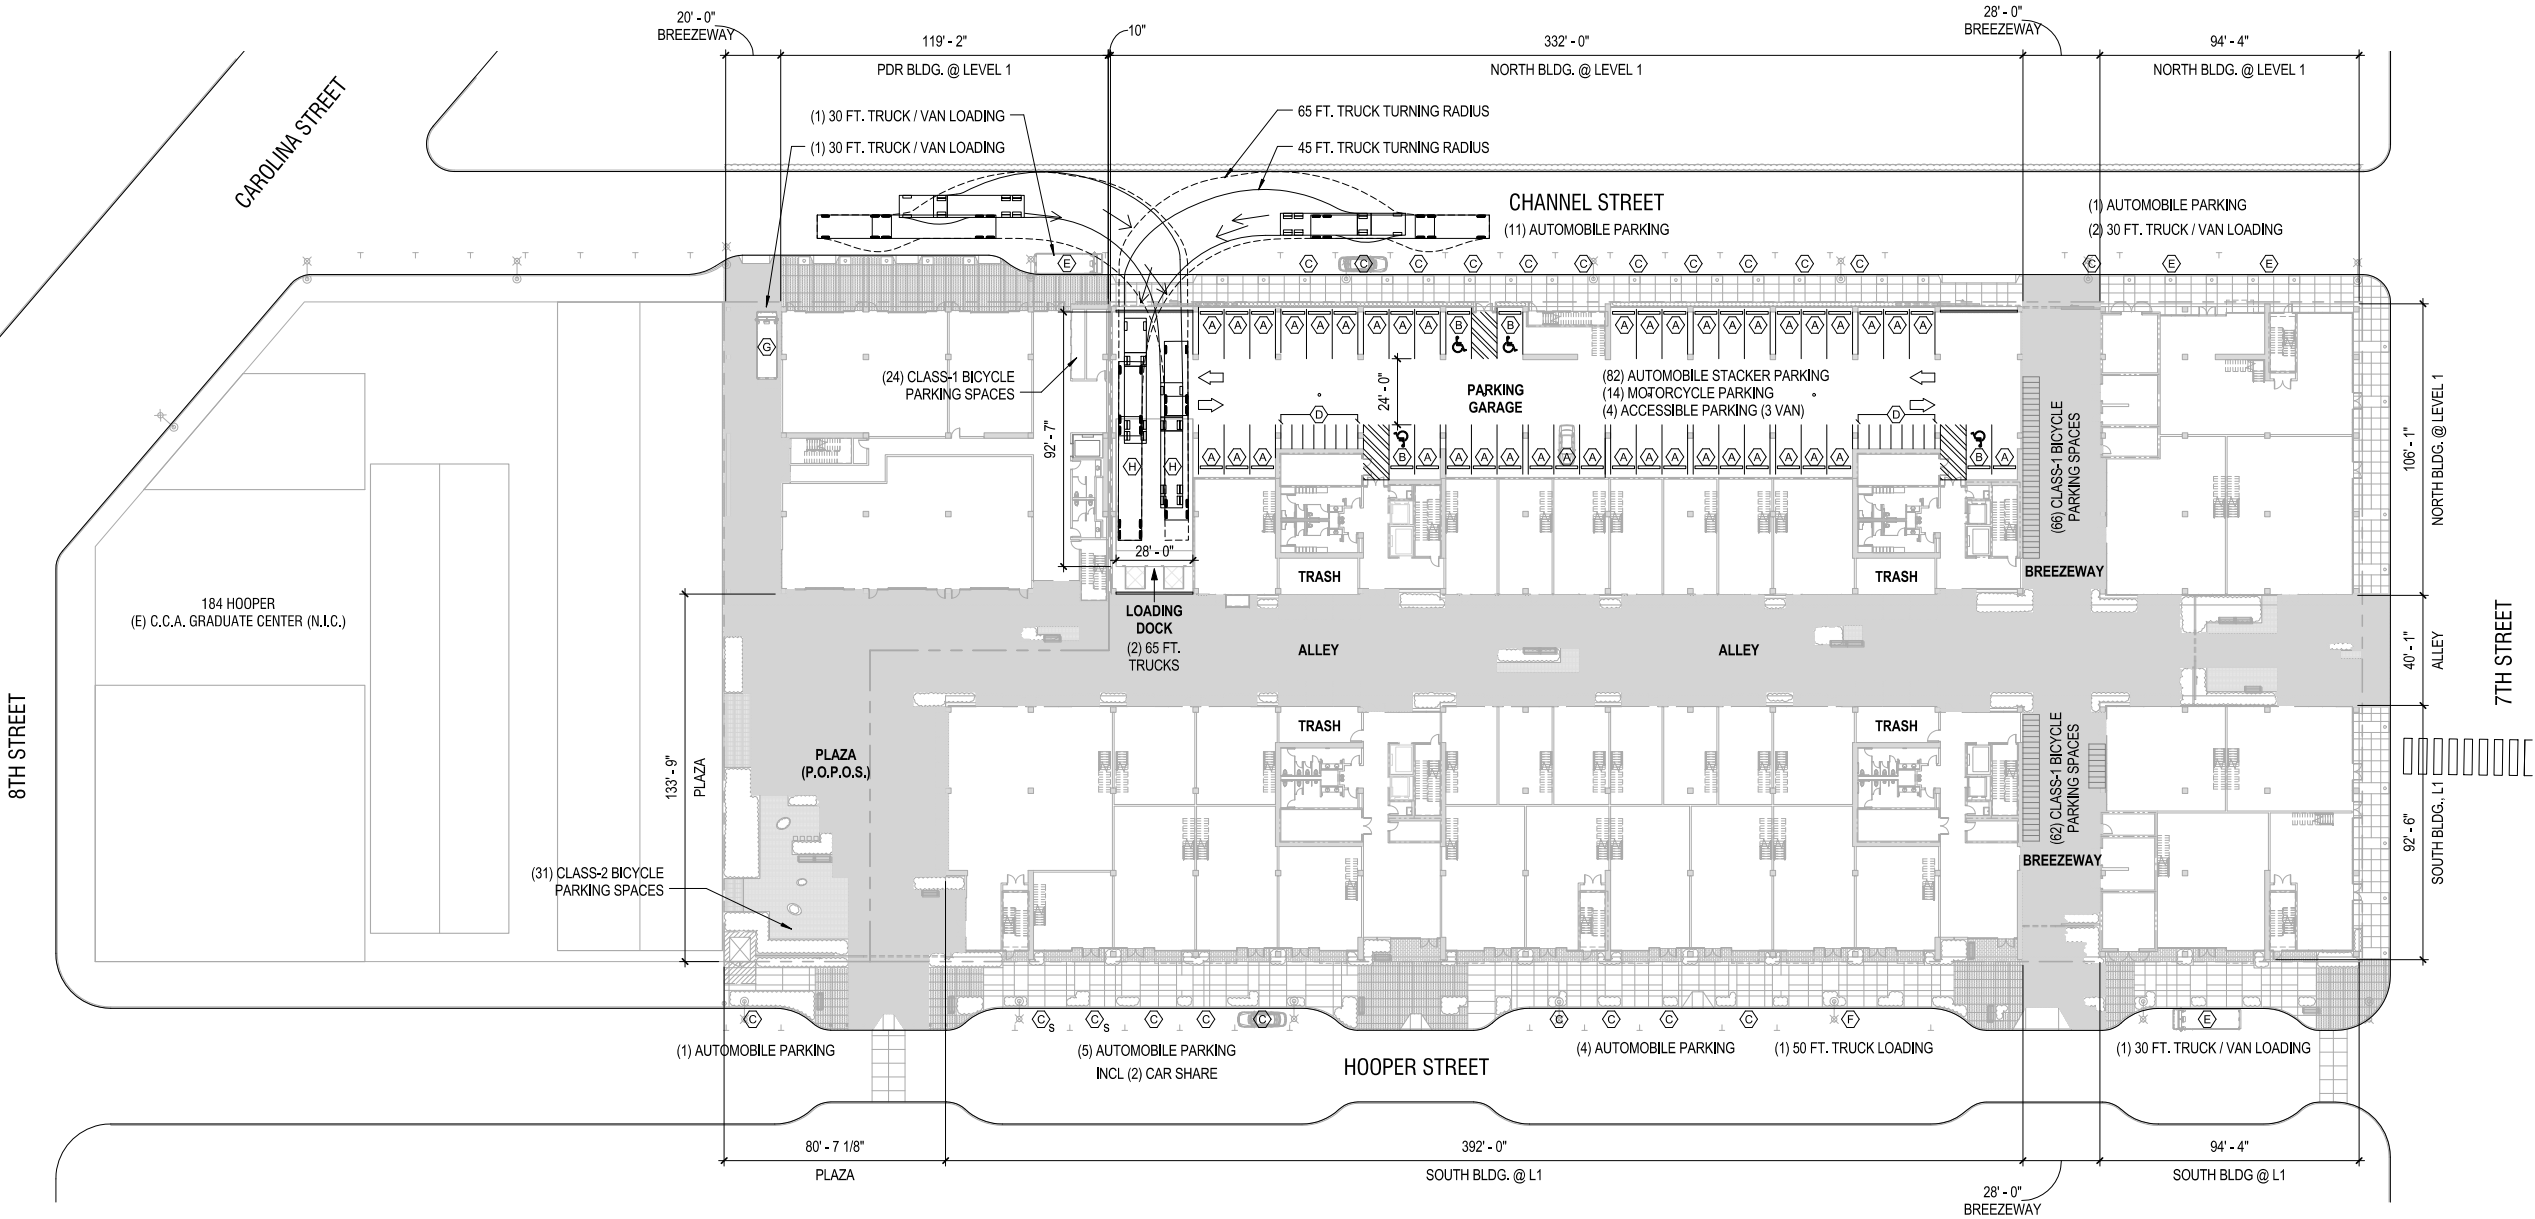 20' - 0"
BREEZEWAY
119' - 2"
PDR BLDG. @ LEVEL 1
10"
332' - 0"
NORTH BLDG. @ LEVEL 1
28' - 0"
BREEZEWAY
94' - 4"
NORTH BLDG. @ LEVEL 1
CAROLINA STREET
(1) 30 FT. TRUCK / VAN LOADING
(1) 30 FT. TRUCK / VAN LOADING
65 FT. TRUCK TURNING RADIUS
45 FT. TRUCK TURNING RADIUS
CHANNEL STREET
(11) AUTOMOBILE PARKING
(1) AUTOMOBILE PARKING
(2) 30 FT. TRUCK / VAN LOADING
E
C C C C C C C C C C C
C E E
G
A A A A A A A A A B B A A A A A A A A A A A A
(24) CLASS-1 BICYCLE
PARKING SPACES
92' - 7"
24' - 0"
PARKING
GARAGE
(82) AUTOMOBILE STACKER PARKING
(14) MOTORCYCLE PARKING
(4) ACCESSIBLE PARKING (3 VAN)
D
D
H H
A A A B A A A A A A A A A A A A A A A B A
(66) CLASS-1 BICYCLE
PARKING SPACES
106' - 1"
NORTH BLDG. @ LEVEL 1
28' - 0"
TRASH
TRASH
BREEZEWAY
184 HOOPER
(E) C.C.A. GRADUATE CENTER (N.I.C.)
LOADING
DOCK
(2) 65 FT.
TRUCKS
ALLEY
ALLEY
40' - 1"
ALLEY
7TH STREET
8TH STREET
133' - 9"
PLAZA
PLAZA
(P.O.P.O.S.)
TRASH
TRASH
(62) CLASS-1 BICYCLE
PARKING SPACES
BREEZEWAY
92' - 6"
SOUTH BLDG., L1
(31) CLASS-2 BICYCLE
PARKING SPACES
C
C S C S C C C
C C C C F
E
(1) AUTOMOBILE PARKING
(5) AUTOMOBILE PARKING
INCL (2) CAR SHARE
HOOPER STREET
(4) AUTOMOBILE PARKING
(1) 50 FT. TRUCK LOADING
(1) 30 FT. TRUCK / VAN LOADING
80' - 7 1/8"
PLAZA
392' - 0"
SOUTH BLDG. @ L1
28' - 0"
BREEZEWAY
94' - 4"
SOUTH BLDG @ L1